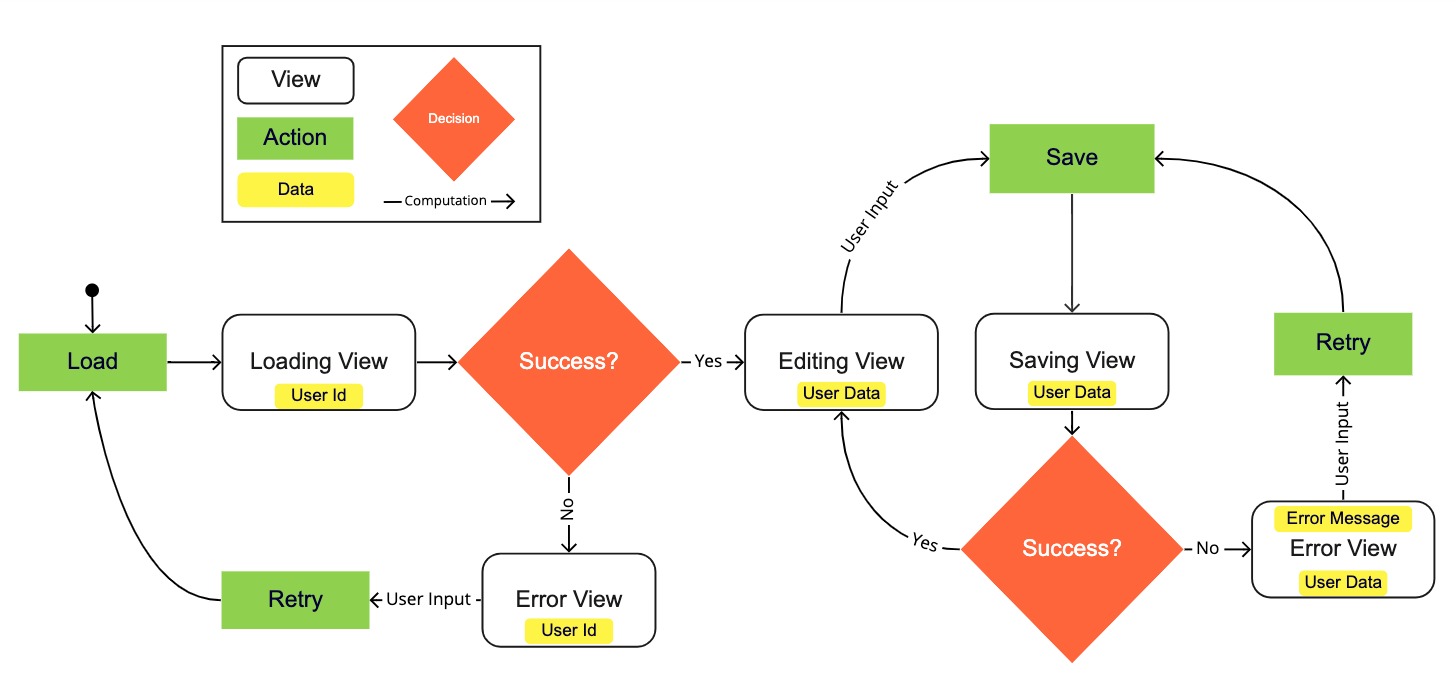 View
Action
Data
Decision
Computation
Load
Loading View
User Id
Success?
Yes
No
Error View
User Id
User Input
Retry
Editing View
User Data
User Input
Save
Saving View
User Data
Success?
Yes
No
Error Message
Error View
User Data
User Input
Retry